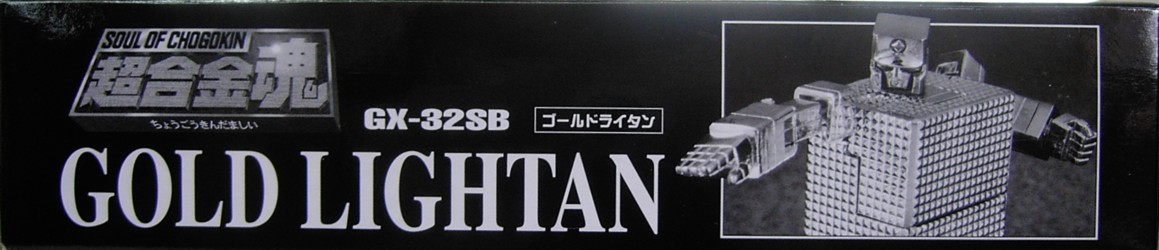 SOUL OF CHOGOKIN
超合金魂
ちょうごうきんだましい
GX-32SB
ゴールドライタン
GOLD LIGHTAN